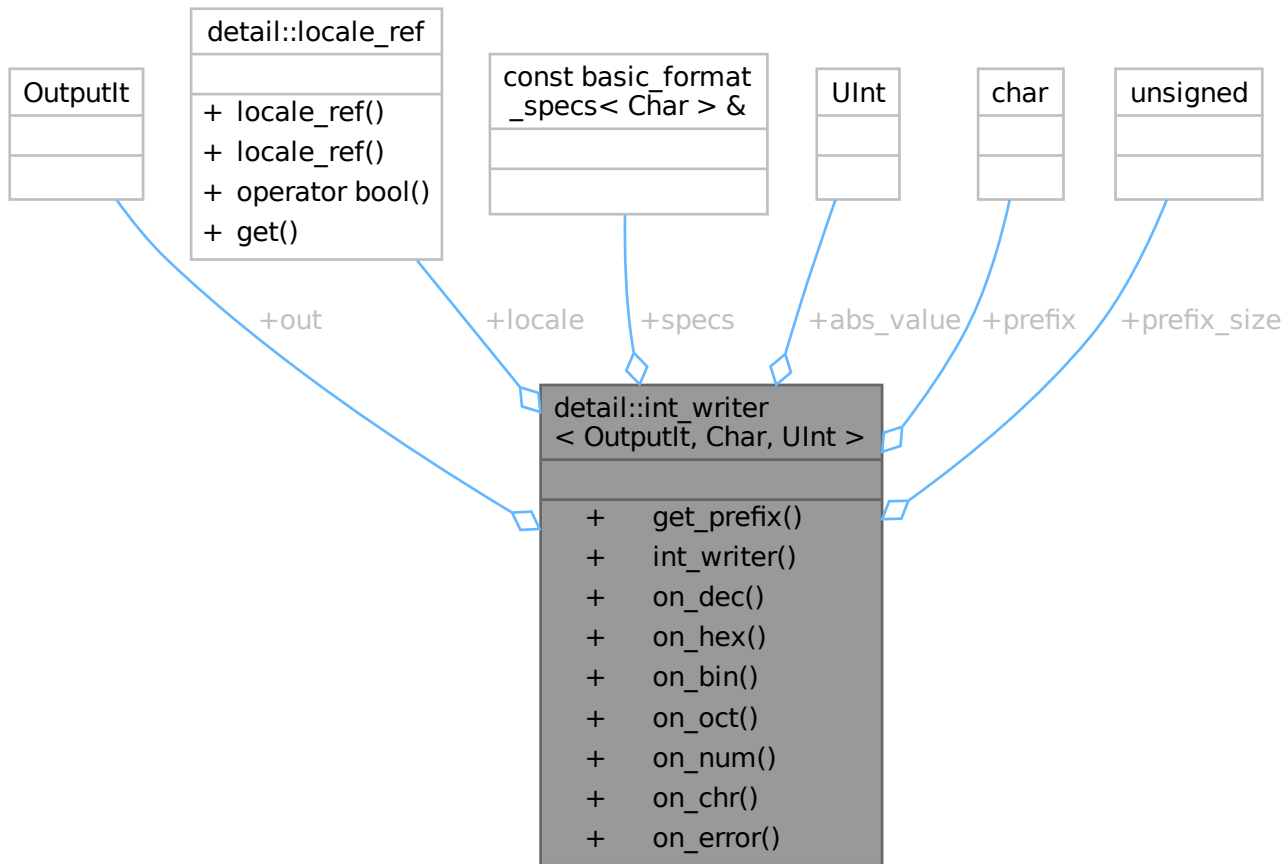 OutputIt
detail::locale_ref
+ locale_ref()
+ locale_ref()
+ operator bool()
+ get()
const basic_format
_specs< Char > &
UInt
char
unsigned
+out
+locale
+specs
+abs_value
+prefix
+prefix_size
detail::int_writer
< OutputIt, Char, UInt >
+ get_prefix()
+ int_writer()
+ on_dec()
+ on_hex()
+ on_bin()
+ on_oct()
+ on_num()
+ on_chr()
+ on_error()